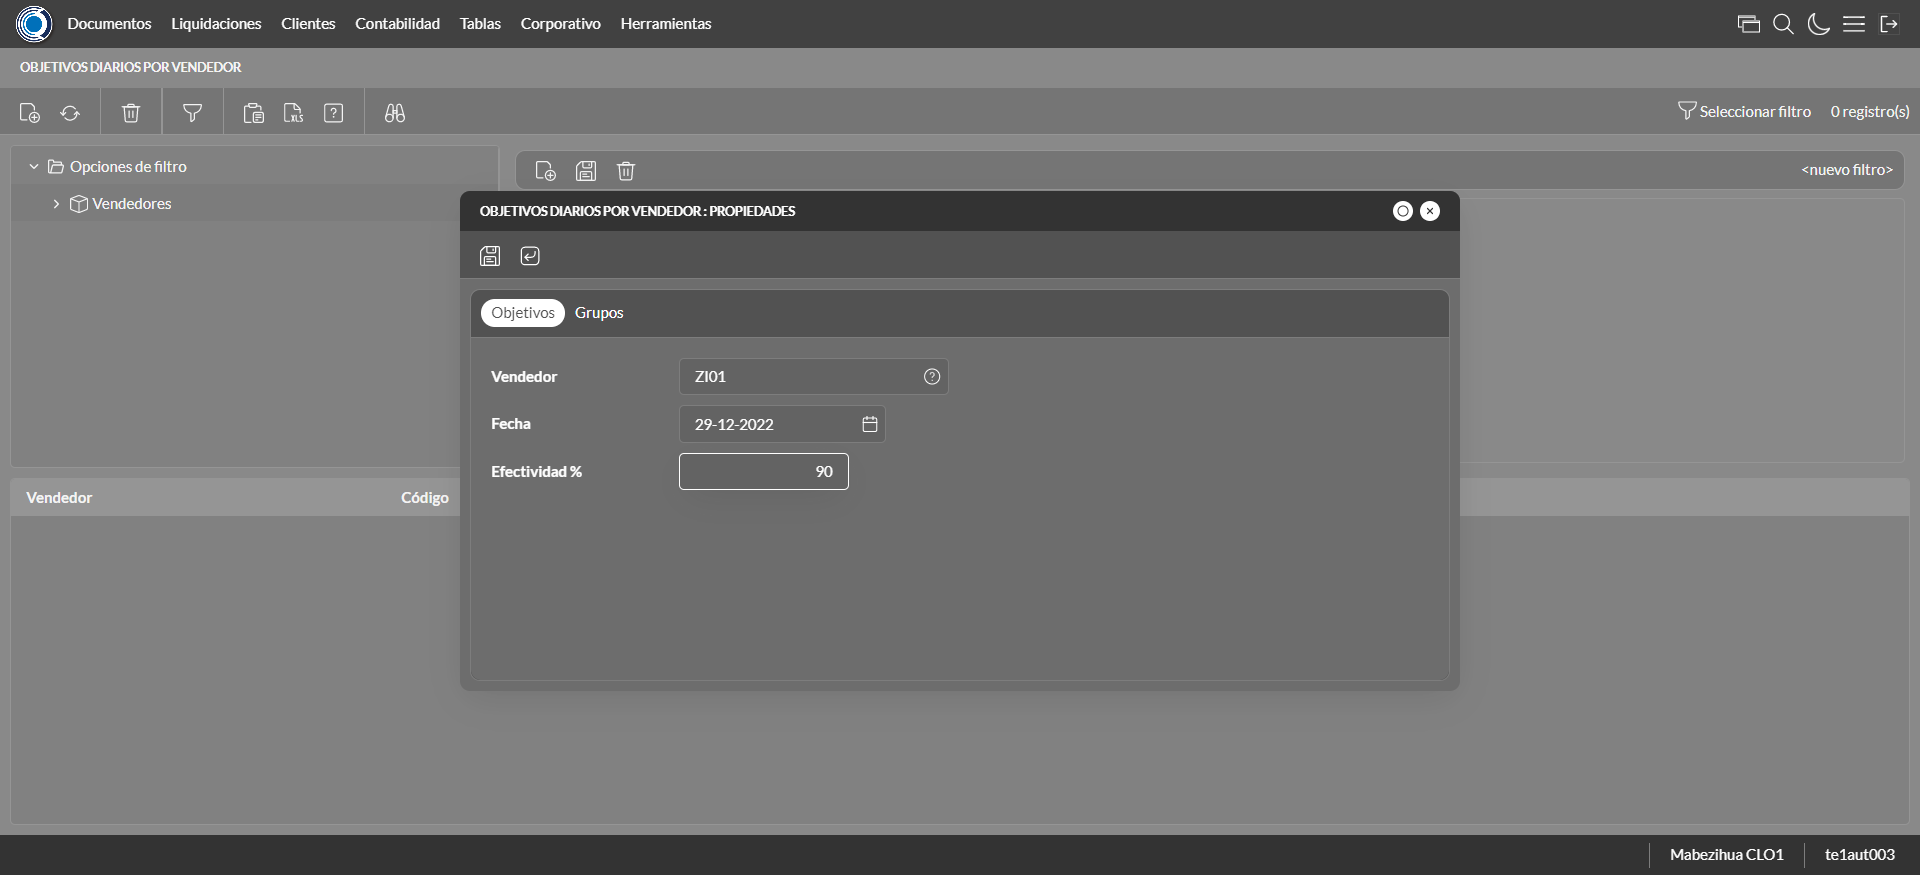 Documentos Liquidaciones Clientes Contabilidad Tablas Corporativo Herramientas
OBJETIVOS DIARIOS POR VENDEDOR
XLS
Seleccionar filtro 0 registro(s)
Opciones de filtro
<nuevo filtro>
Vendedores
OBJETIVOS DIARIOS POR VENDEDOR : PROPIEDADES
Objetivos Grupos
Vendedor ZI01
Fecha 29-12-2022
Efectividad % 90
Vendedor Código
Mabezihua CLO1 te1aut003